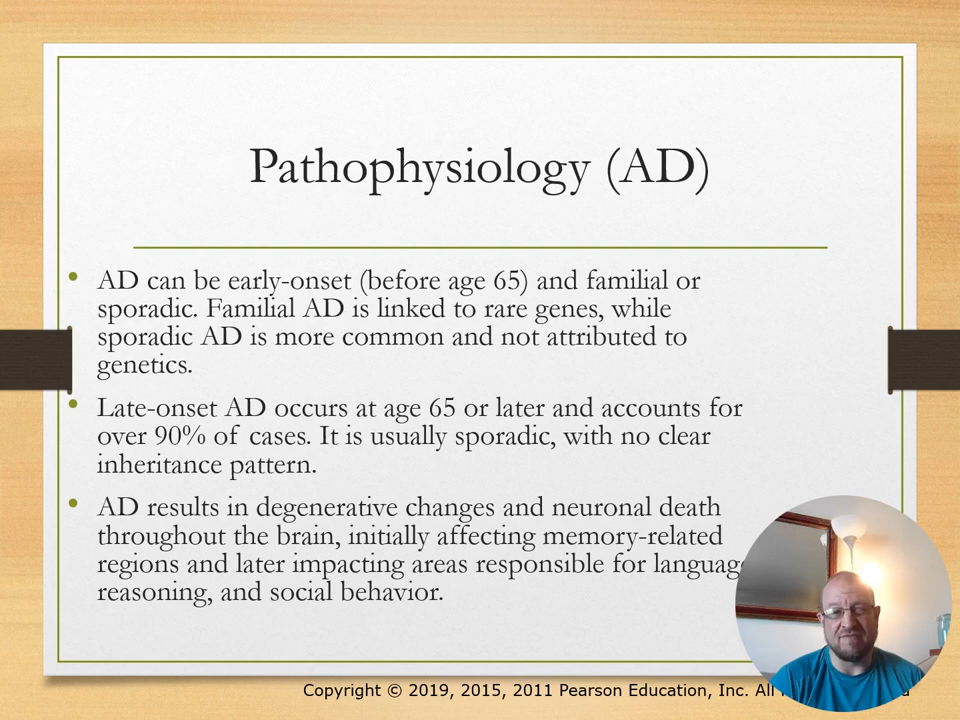 Pathophysiology (AD)
• AD can be early-onset (before age 65) and familial or
sporadic. Familial AD is linked to rare genes, while
sporadic AD is more common and not attributed to
genetics.
• Late-onset AD occurs at age 65 or later and accounts for
over 90% of cases. It is usually sporadic, with no clear
inheritance pattern.
• AD results in degenerative changes and neuronal death
throughout the brain, initially affecting memory-related
regions and later impacting areas responsible for language
reasoning, and social behavior.
Copyright © 2019, 2015, 2011 Pearson Education, Inc. All